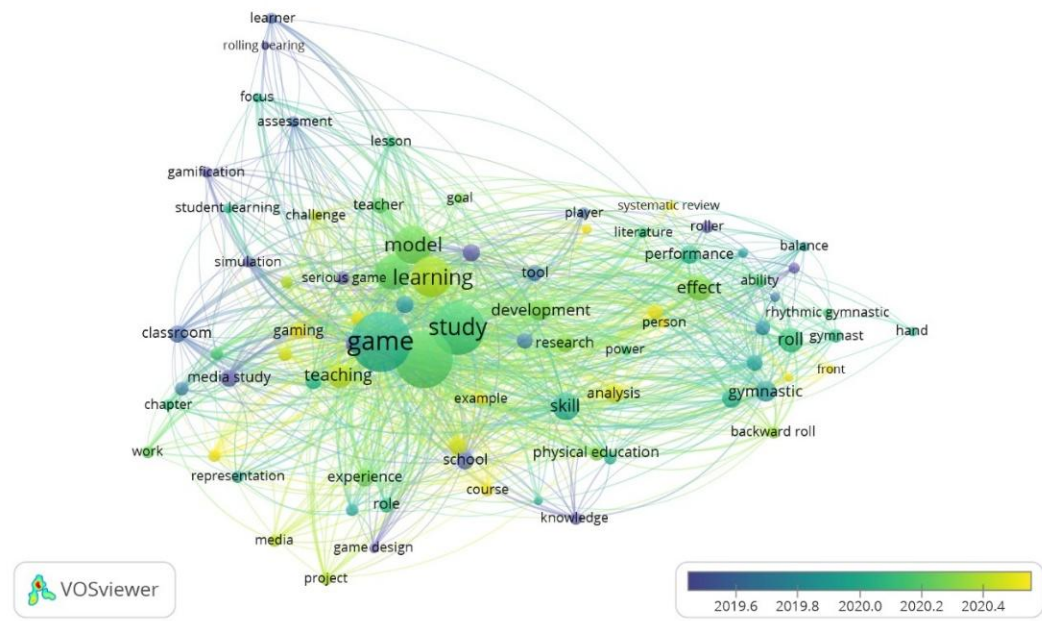 learner
rolling bearing
focus
assessment
lesson
gamification
student learning
challenge
teacher
goal
player
systematic review
literature
roller
model
performance
balance
simulation
serious game
learning
tool
effect
ability
development
rhythmic gymnastic
classroom
gaming
game
study
research
person
power
roll
gymnast
hand
media study
teaching
front
chapter
example
skill
analysis
gymnastic
backward roll
work
school
physical education
representation
experience
course
role
knowledge
media
game design
project
VOSviewer
2019.6 2019.8 2020.0 2020.2 2020.4